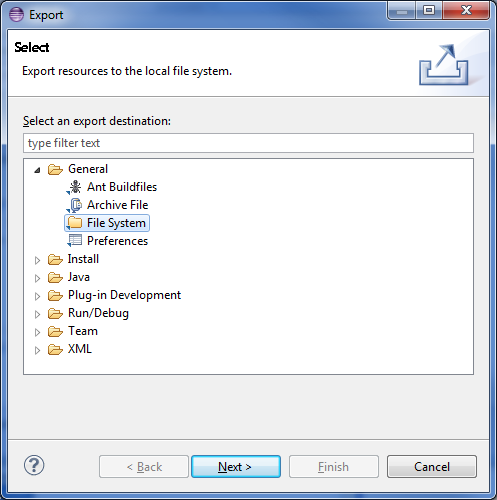 Export
Select
Export resources to the local file system.
Select an export destination:
type filter text
General
Ant Buildfiles
Archive File
File System
Preferences
Install
Java
Plug-in Development
Run/Debug
Team
XML
? < Back Next > Finish Cancel